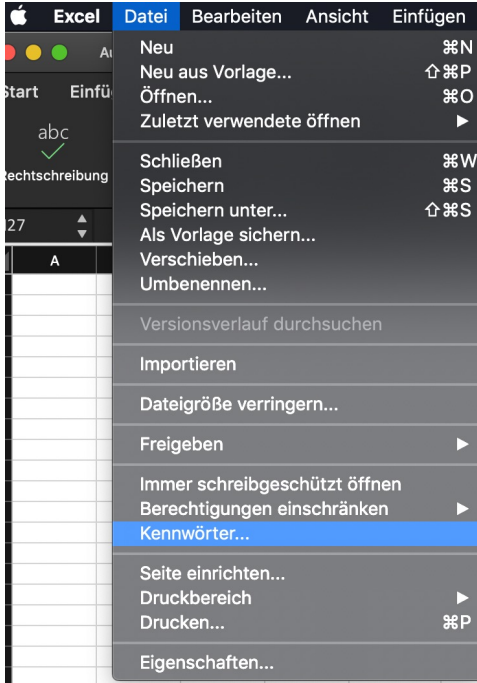 Excel Datei Bearbeiten Ansicht Einfügen
Neu ⌘N
Neu aus Vorlage... ⇧⌘P
Start Einfü
Öffnen... ⌘O
Zuletzt verwendete öffnen ▶
abc
Schließen ⌘W
Rechtschreibung
Speichern ⌘S
Speichern unter... ⇧⌘S
127
Als Vorlage sichern...
A
Verschieben...
Umbenennen...
Versionsverlauf durchsuchen
Importieren
Dateigröße verringern...
Freigeben ▶
Immer schreibgeschützt öffnen
Berechtigungen einschränken ▶
Kennwörter...
Seite einrichten...
Druckbereich ▶
Drucken... ⌘P
Eigenschaften...